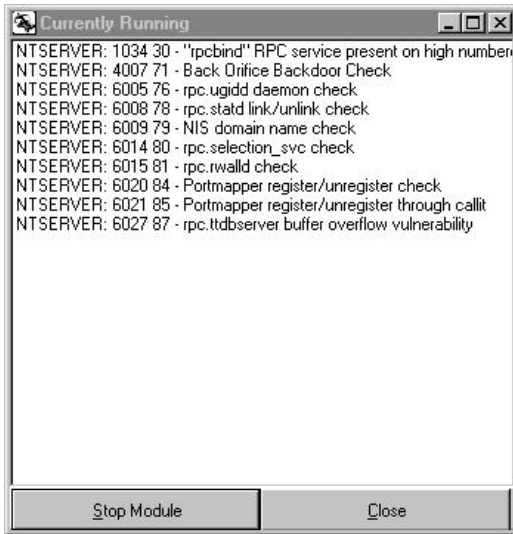 Currently Running
NTSERVER: 1034 30 - "rpcbind" RPC service present on high number
NTSERVER: 4007 71 - Back Orifice Backdoor Check
NTSERVER: 6005 76 - rpc.ugidd daemon check
NTSERVER: 6008 78 - rpc.statd link/unlink check
NTSERVER: 6009 79 - NIS domain name check
NTSERVER: 6014 80 - rpc.selection_svc check
NTSERVER: 6015 81 - rpc.rwalld check
NTSERVER: 6020 84 - Portmapper register/unregister check
NTSERVER: 6021 85 - Portmapper register/unregister through callit
NTSERVER: 6027 87 - rpc.ttdbserver buffer overflow vulnerability
Stop Module
Close